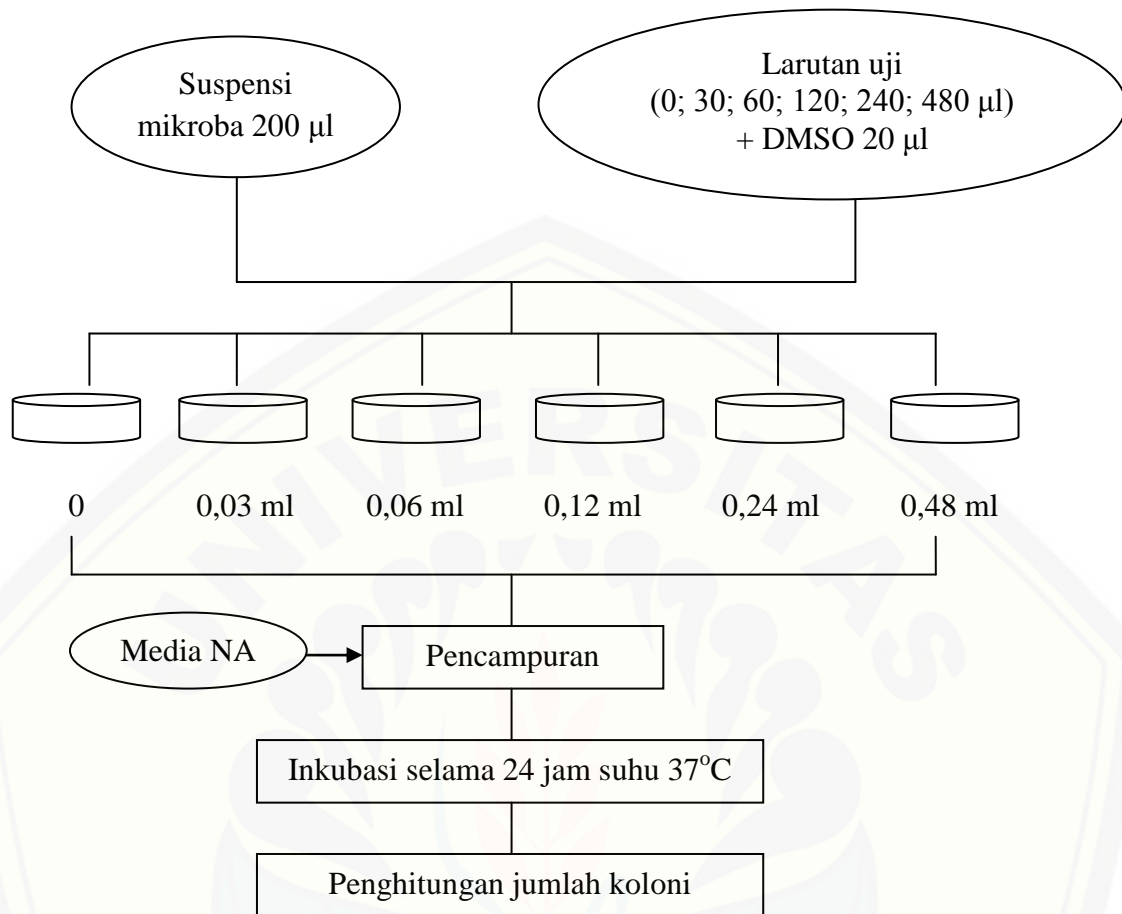 Suspensi
mikroba 200 μl
Larutan uji
(0; 30; 60; 120; 240; 480 μl)
+ DMSO 20 μl
0 0,03 ml 0,06 ml 0,12 ml 0,24 ml 0,48 ml
Media NA
Pencampuran
Inkubasi selama 24 jam suhu 37°C
Penghitungan jumlah koloni
UNIVERSITAS